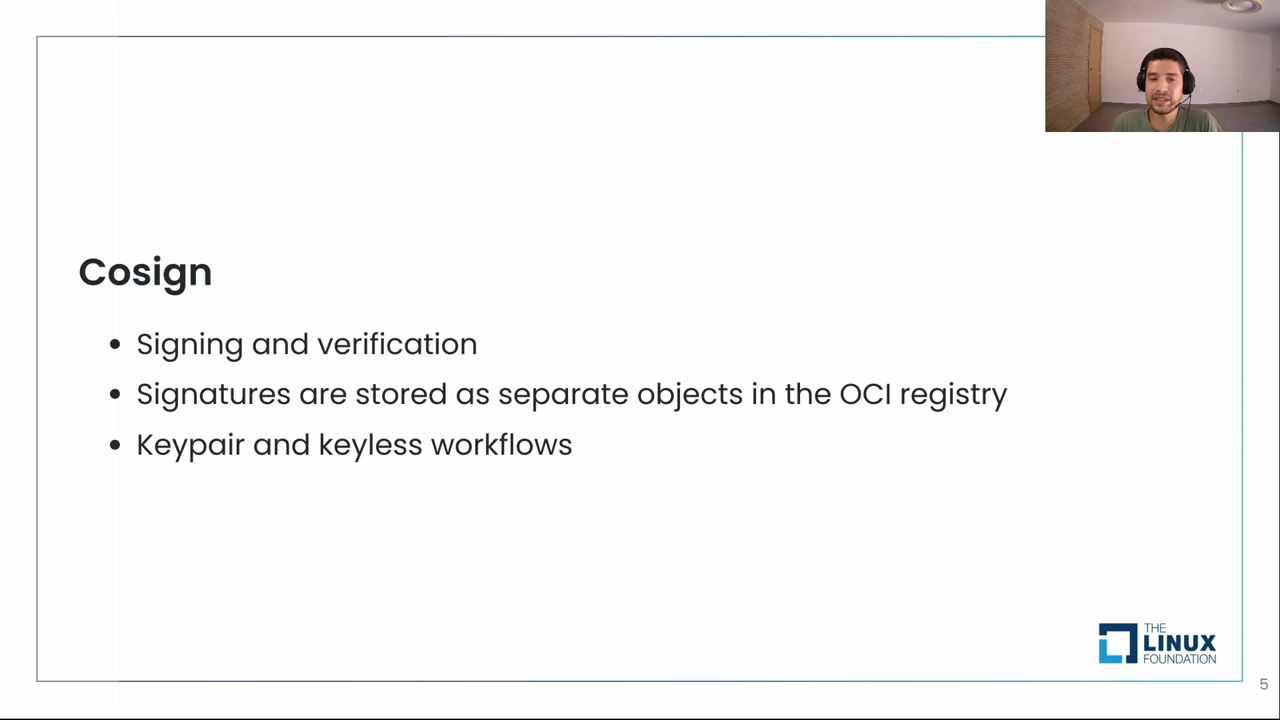 Cosign
• Signing and verification
• Signatures are stored as separate objects in the OCI registry
• Keypair and keyless workflows
THE
LINUX
FOUNDATION
5